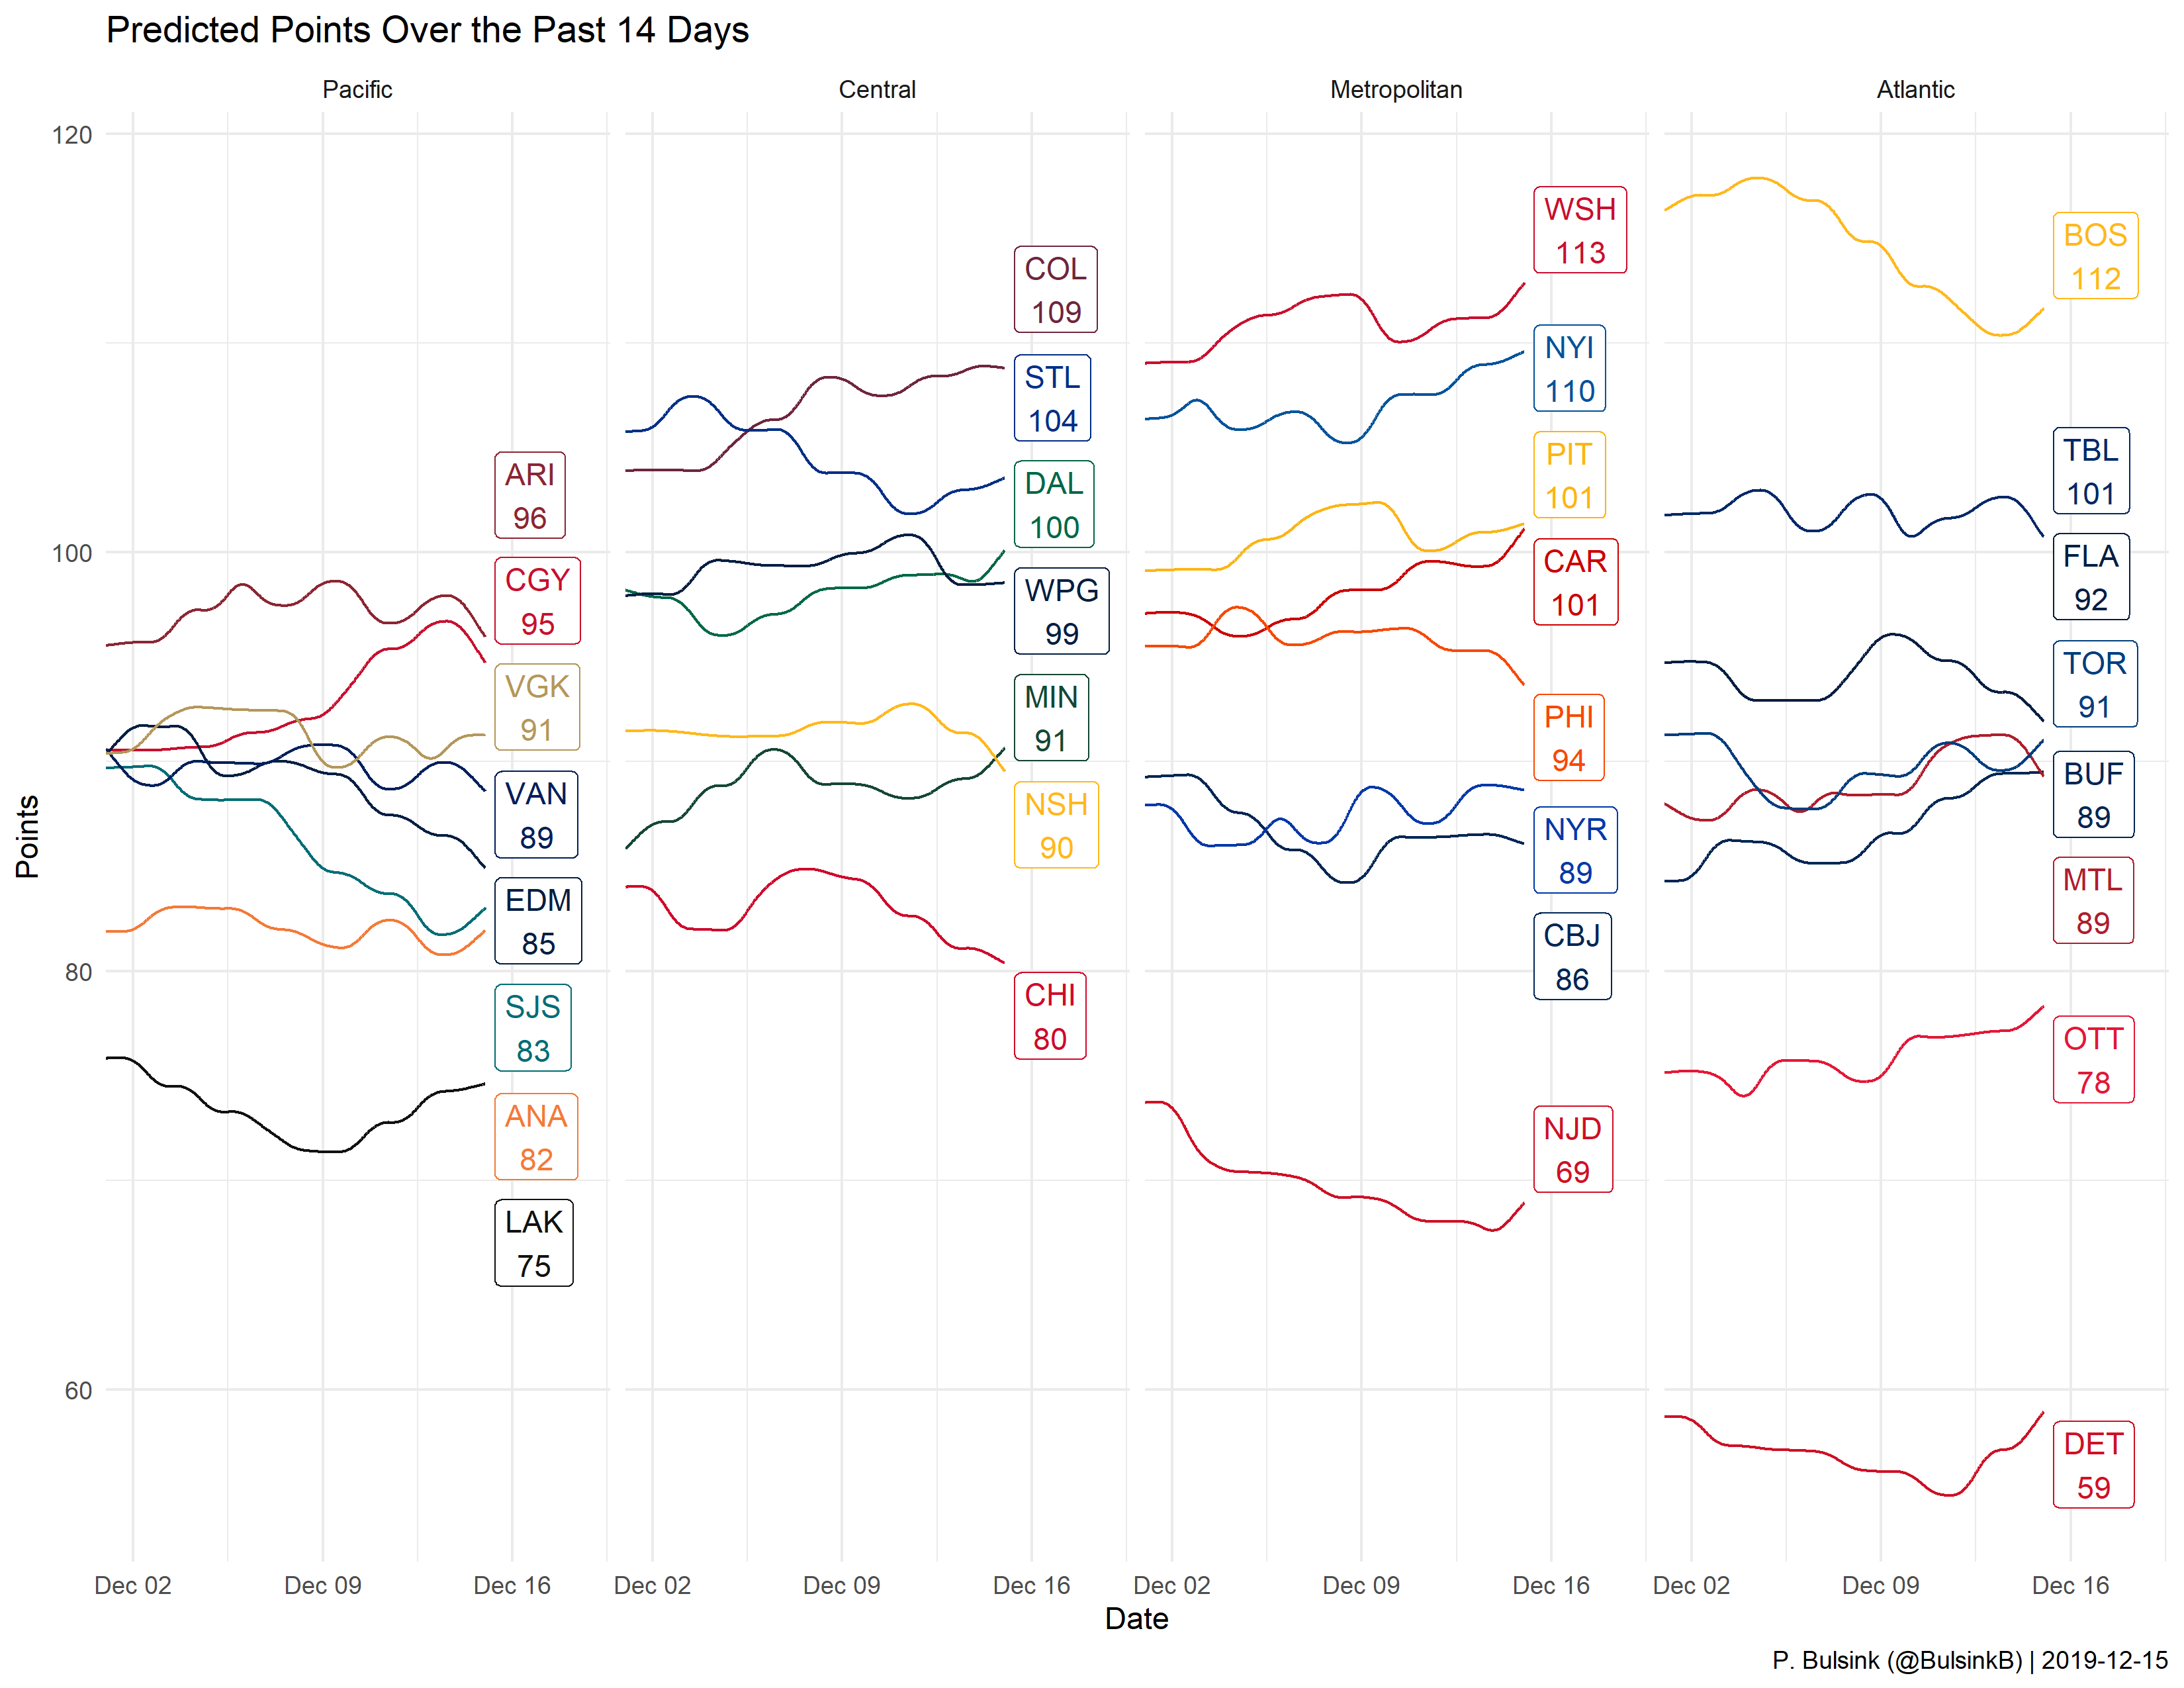 Predicted Points Over the Past 14 Days
Pacific
Central
Metropolitan
Atlantic
Points
120
100
80
60
ARI
96
CGY
95
VGK
91
VAN
89
EDM
85
SJS
83
ANA
82
LAK
75
COL
109
STL
104
DAL
100
WPG
99
MIN
91
NSH
90
CHI
80
WSH
113
NYI
110
PIT
101
CAR
101
PHI
94
NYR
89
CBJ
86
NJD
69
BOS
112
TBL
101
FLA
92
TOR
91
BUF
89
MTL
89
OTT
78
DET
59
Dec 02 Dec 09 Dec 16 Dec 02 Dec 09 Dec 16 Dec 02 Dec 09 Dec 16 Dec 02 Dec 09 Dec 16
Date
P. Bulsink (@BulsinkB) | 2019-12-15